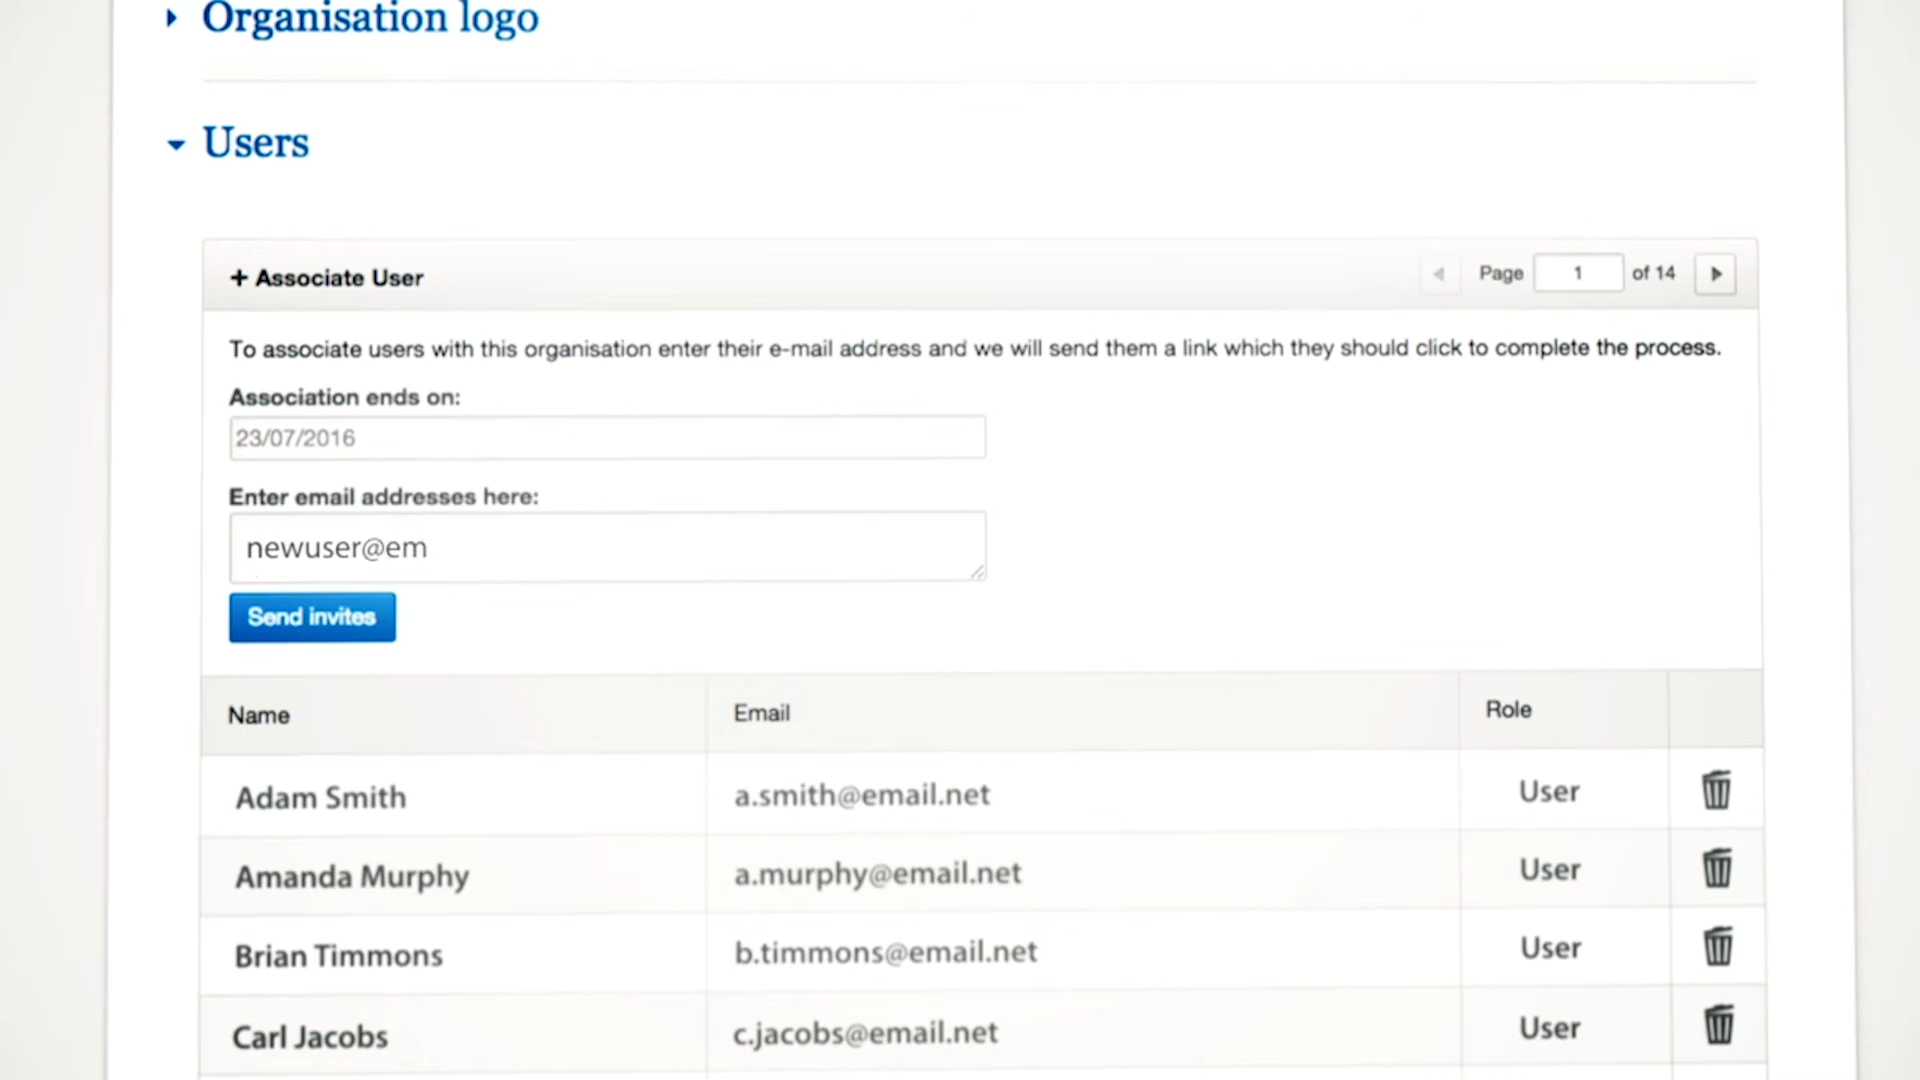 Organisation logo
Users
+ Associate User
Page 1 of 14
To associate users with this organisation enter their e-mail address and we will send them a link which they should click to complete the process.
Association ends on:
23/07/2016
Enter email addresses here:
newuser@em
Send invites
Name Email Role
Adam Smith a.smith@email.net User
Amanda Murphy a.murphy@email.net User
Brian Timmons b.timmons@email.net User
Carl Jacobs c.jacobs@email.net User